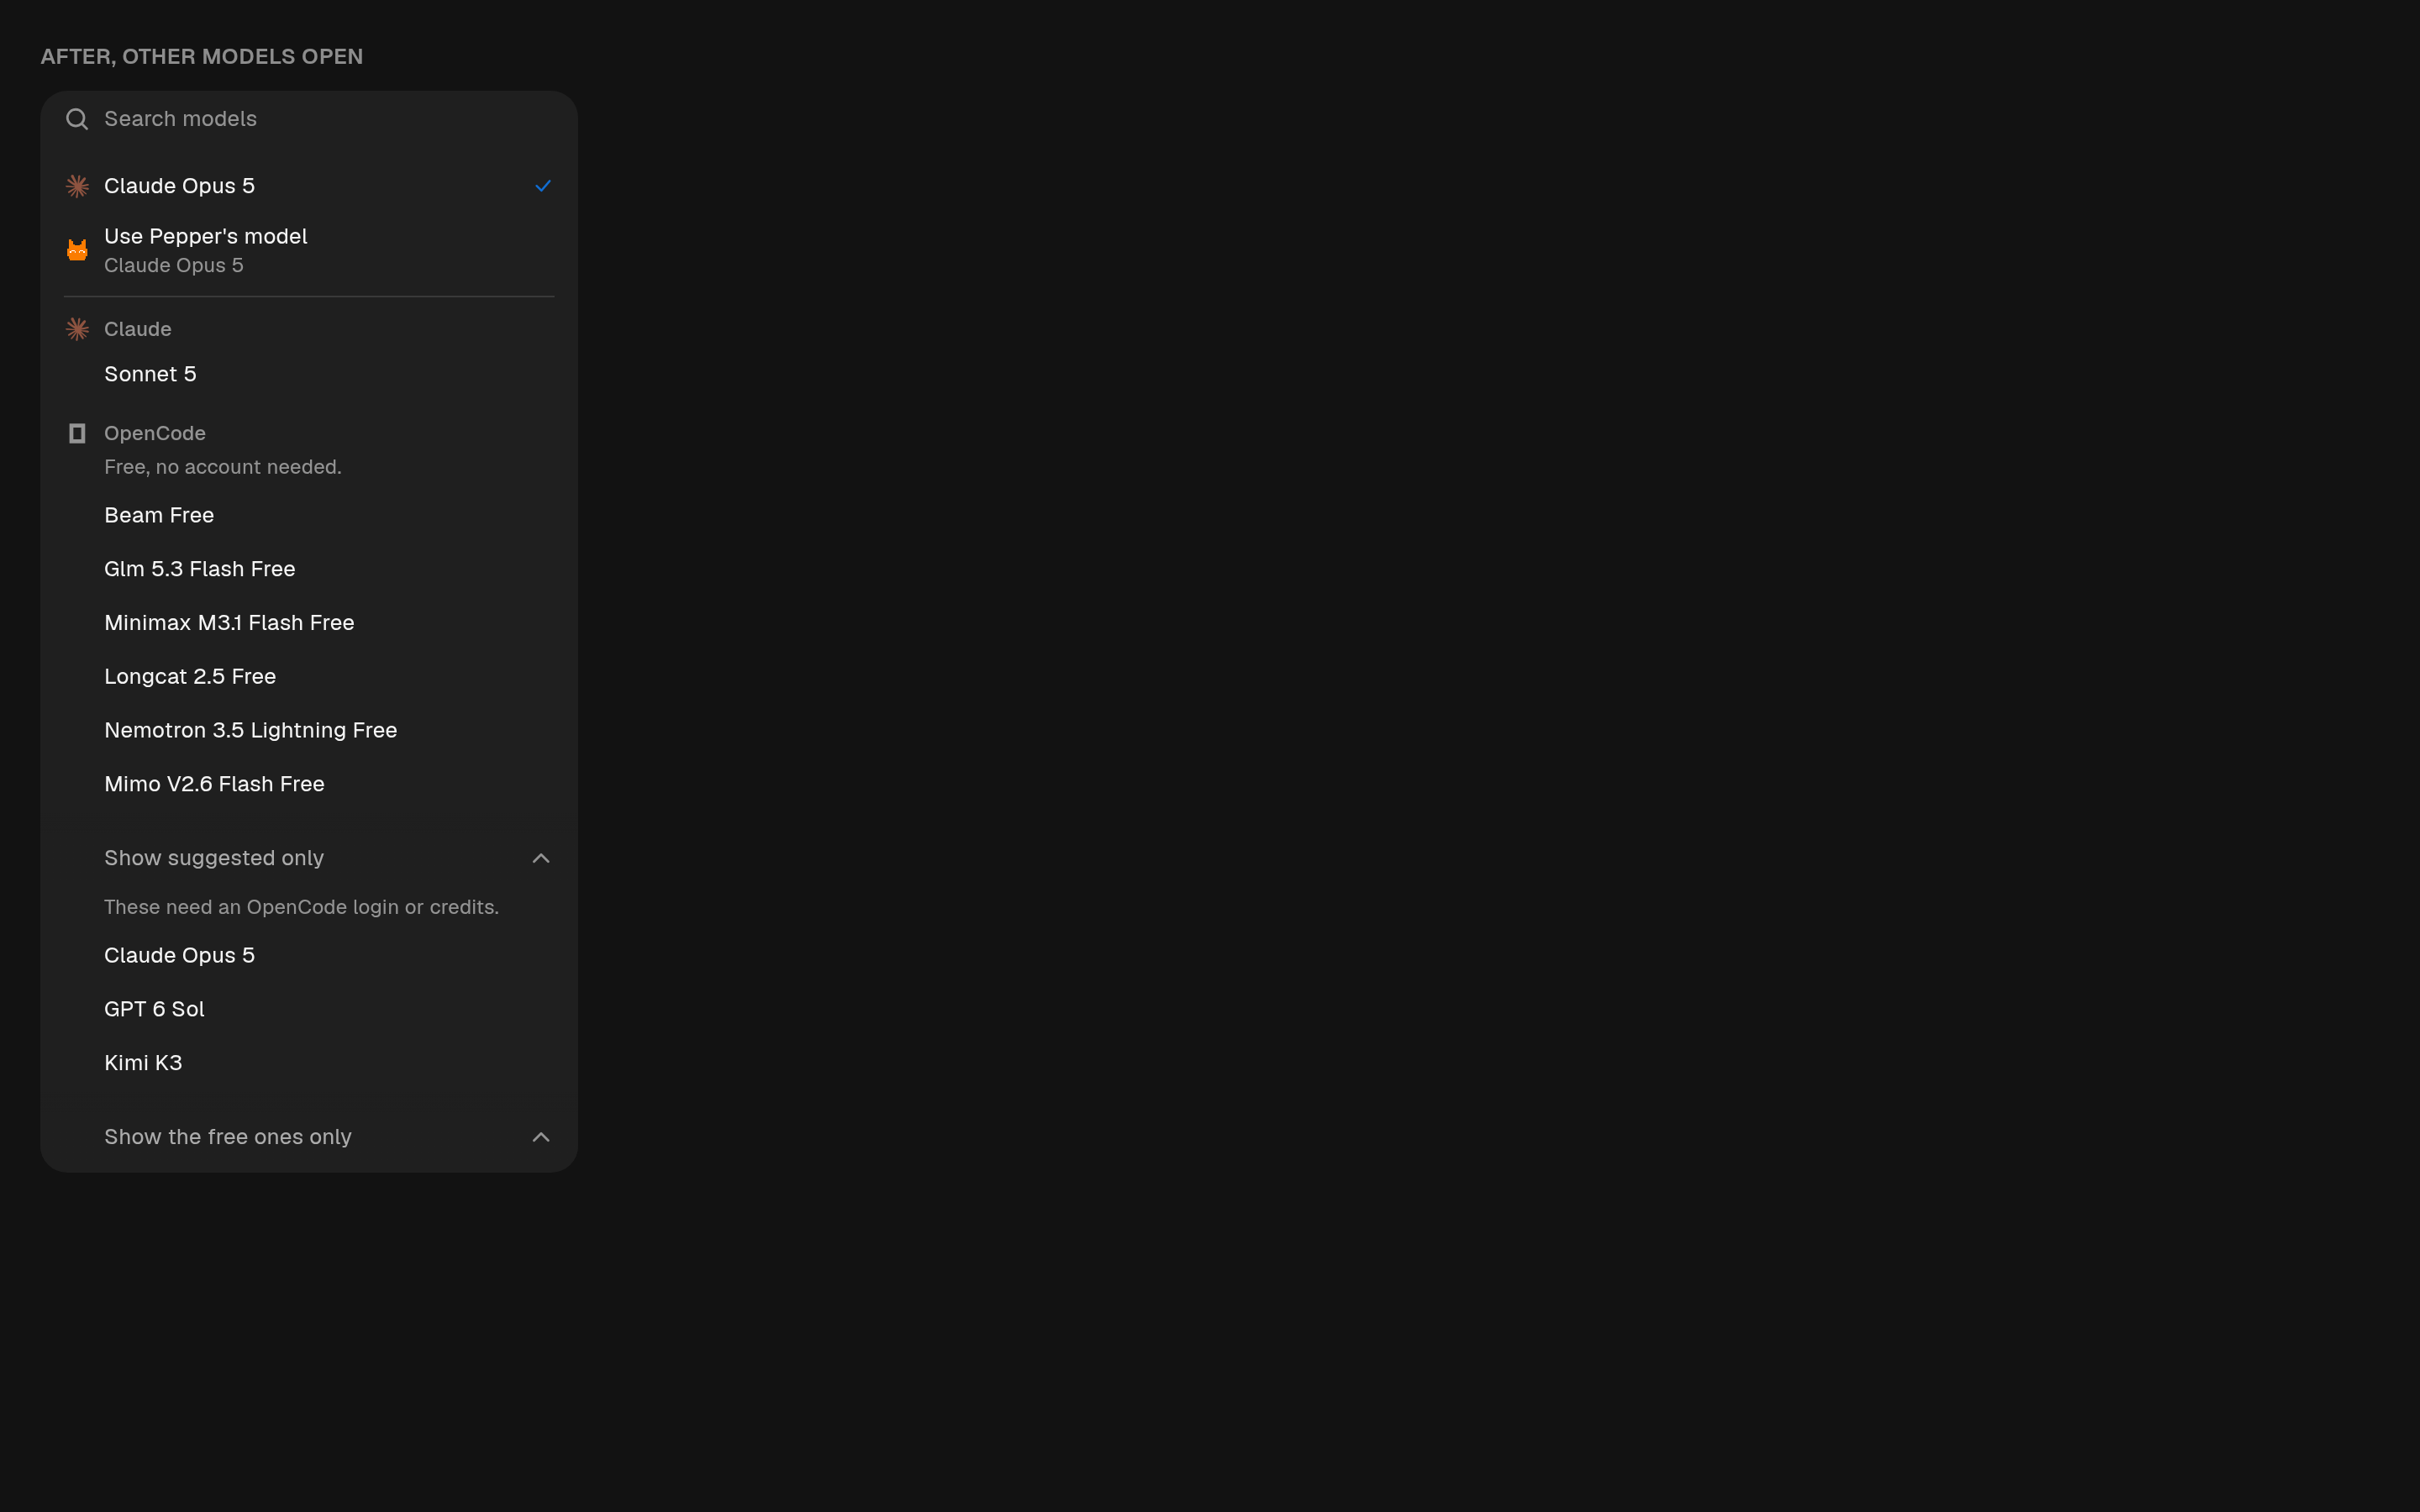 AFTER, OTHER MODELS OPEN
Search models
Claude Opus 5
Use Pepper's model
Claude Opus 5
Claude
Sonnet 5
OpenCode
Free, no account needed.
Beam Free
Glm 5.3 Flash Free
Minimax M3.1 Flash Free
Longcat 2.5 Free
Nemotron 3.5 Lightning Free
Mimo V2.6 Flash Free
Show suggested only
These need an OpenCode login or credits.
Claude Opus 5
GPT 6 Sol
Kimi K3
Show the free ones only